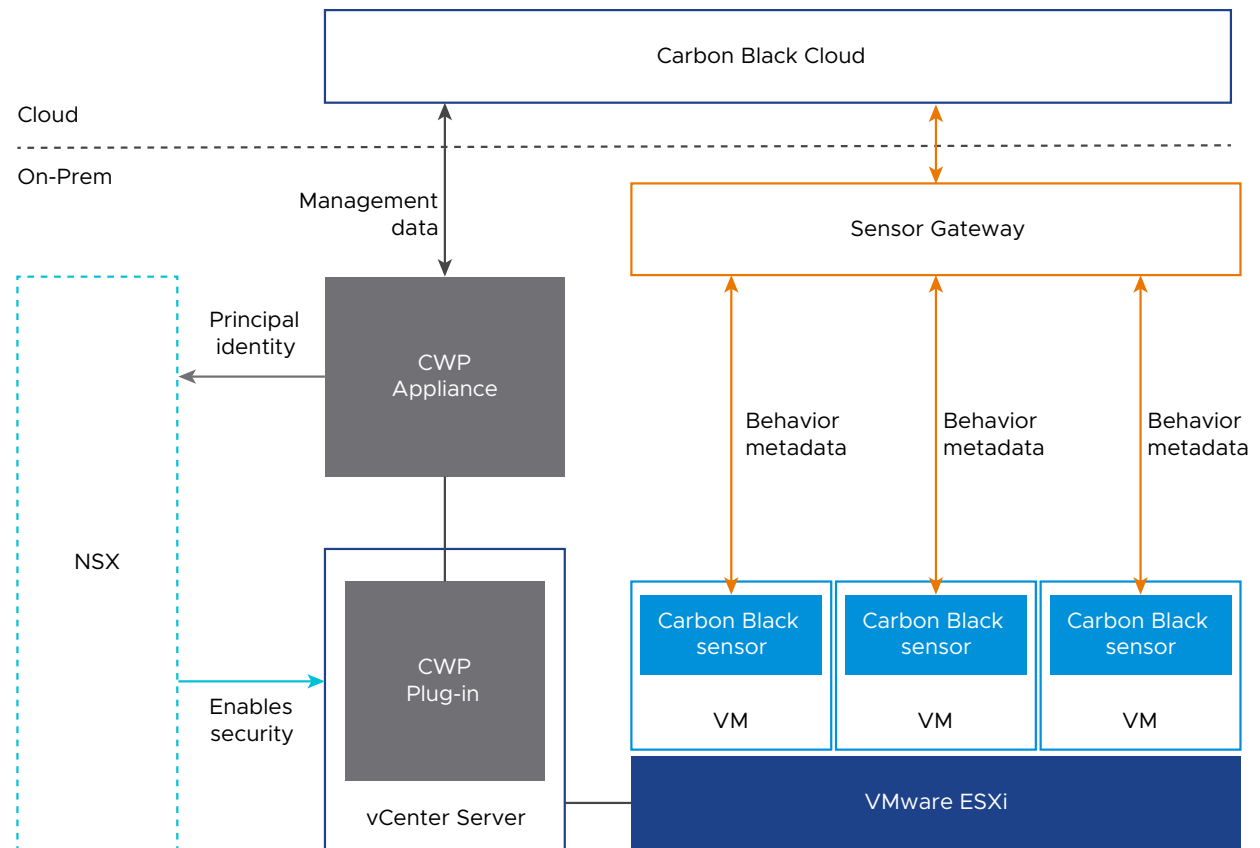 Carbon Black Cloud
Cloud
On-Prem
Management
data
Sensor Gateway
Principal
identity
CWP
Appliance
Behavior
metadata
Behavior
metadata
Behavior
metadata
NSX
Enables
security
CWP
Plug-in
vCenter Server
Carbon Black
sensor
VM
Carbon Black
sensor
VM
Carbon Black
sensor
VM
VMware ESXi